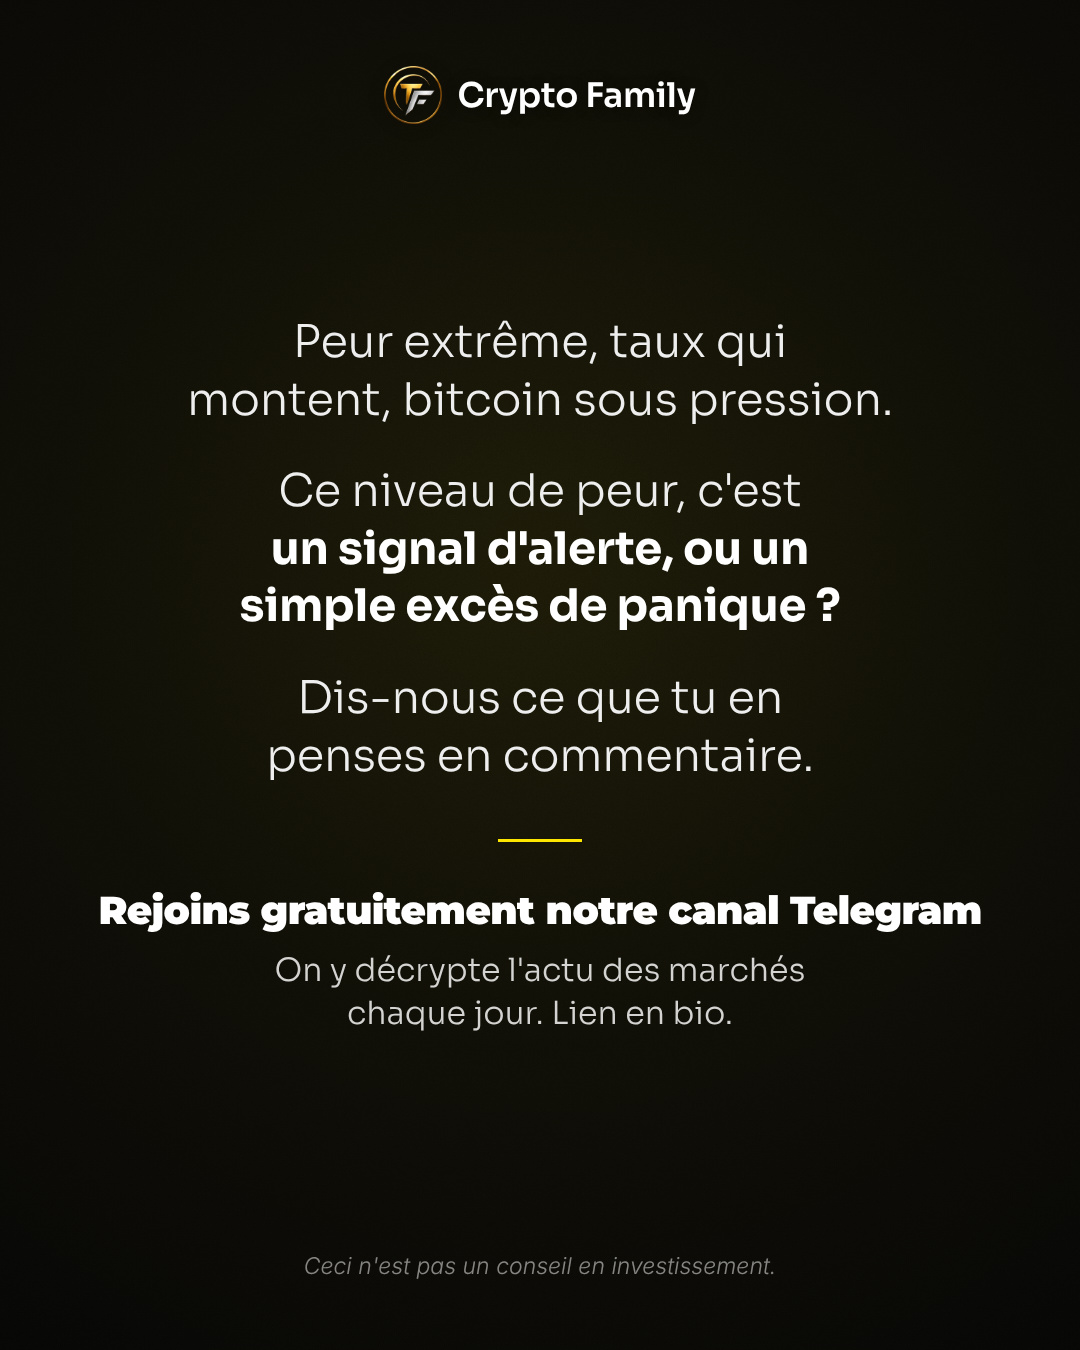 TF Crypto Family
Peur extrême, taux qui
montent, bitcoin sous pression.
Ce niveau de peur, c'est
un signal d'alerte, ou un
simple excès de panique ?
Dis-nous ce que tu en
penses en commentaire.
Rejoins gratuitement notre canal Telegram
On y décrypte l'actu des marchés
chaque jour. Lien en bio.
Ceci n'est pas un conseil en investissement.